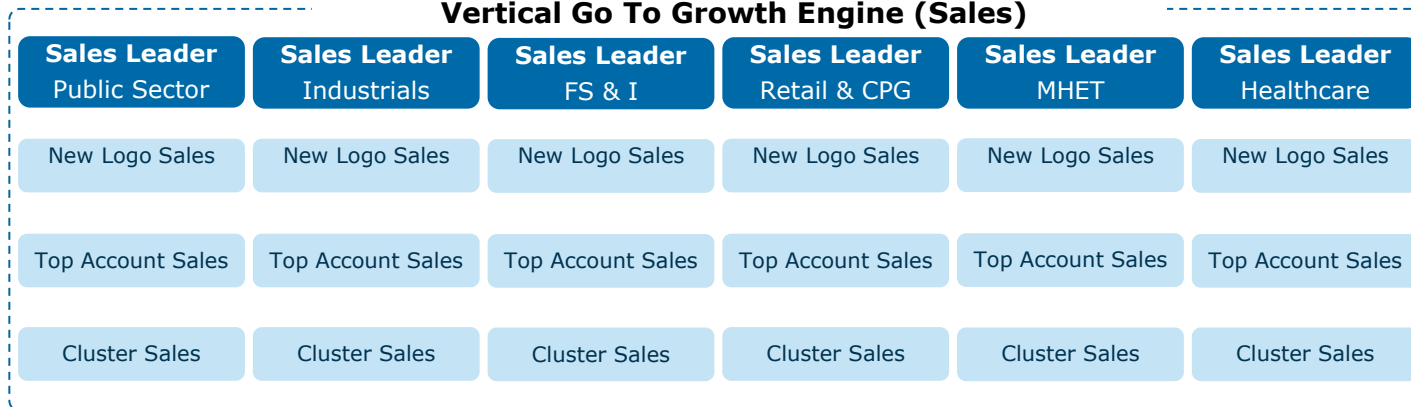 Vertical Go To Growth Engine (Sales)
Sales Leader
Public Sector
Sales Leader
Industrials
Sales Leader
FS & I
Sales Leader
Retail & CPG
Sales Leader
MHET
Sales Leader
Healthcare
New Logo Sales
New Logo Sales
New Logo Sales
New Logo Sales
New Logo Sales
New Logo Sales
Top Account Sales
Top Account Sales
Top Account Sales
Top Account Sales
Top Account Sales
Top Account Sales
Cluster Sales
Cluster Sales
Cluster Sales
Cluster Sales
Cluster Sales
Cluster Sales